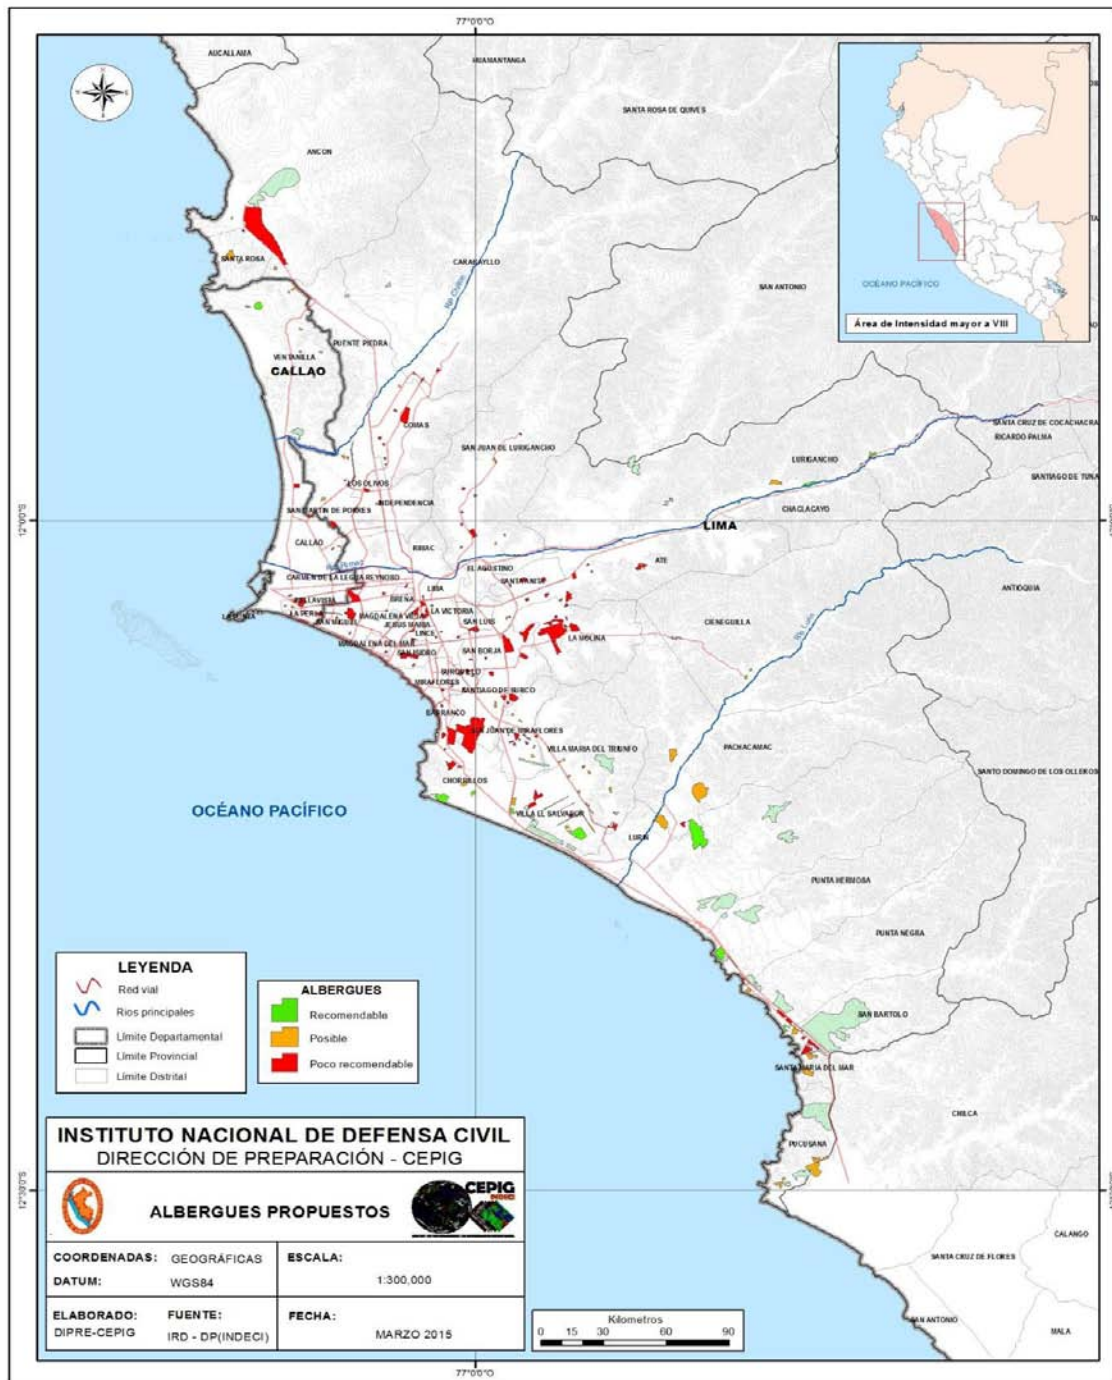 77°0'0"O
AUCALLAMA
HUAMANTANGA
SANTA ROSA DE QUIVES
ANCON
SANTA ROSA
CARABAYLLO
SAN ANTONIO
Río Chillón
OCÉANO PACÍFICO
Área de Intensidad mayor a VIII
PUENTE PIEDRA
VENTANILLA
CALLAO
COMAS
SAN JUAN DE LURIGANCHO
SANTA CRUZ DE COCACHACRA
RICARDO PALMA
LURIGANCHO
SANTIAGO DE TUNA
LOS OLIVOS
INDEPENDENCIA
SAN MARTIN DE PORRES
CHACLACAYO
12°0'0"S
LIMA
CALLAO
RIMAC
ATE
EL AGOSTINO
SANTA ANITA
CARMEN DE LA LEGUA REYNOSO
ANTIOQUIA
LIMA
BREÑA
BELLAVISTA
LA PERLA
LA VICTORIA
MAGDALENA VIEJA
SAN MIGUEL
JESUS MARIA
SAN LUIS
CIENEGUILLA
Río Lurín
LINCE
LA MOLINA
MAGDALENA DEL MAR
SAN ISIDRO
SAN BORJA
SURQUILLO
MIRAFLORES
SANTIAGO DE SURCO
BARRANCO
SAN JUAN DE MIRAFLORES
VILLA MARIA DEL TRIUNFO
PACHACAMAC
SANTO DOMINGO DE LOS OLLEROS
CHORRILLOS
OCÉANO PACÍFICO
VILLA EL SALVADOR
LURIN
PUNTA HERMOSA
PUNTA NEGRA
SAN BARTOLO
SANTA MARIA DEL MAR
CHILCA
PUCUSANA
LEYENDA
Red vial
Rios principales
Límite Departamental
Límite Provincial
Límite Distrital
ALBERGUES
Recomendable
Posible
Poco recomendable
INSTITUTO NACIONAL DE DEFENSA CIVIL
DIRECCIÓN DE PREPARACIÓN - CEPIG
CEPIG
INDECI
ALBERGUES PROPUESTOS
COORDENADAS: GEOGRÁFICAS
DATUM: WGS84
ESCALA:
1:300,000
ELABORADO:
DIPRE-CEPIG
FUENTE:
IRD - DP(INDECI)
FECHA:
MARZO 2015
Kilometros
0 15 30 60 90
12°30'0"S
CALANGO
SANTA CRUZ DE FLORES
SAN ANTONIO
MALA
77°0'0"O